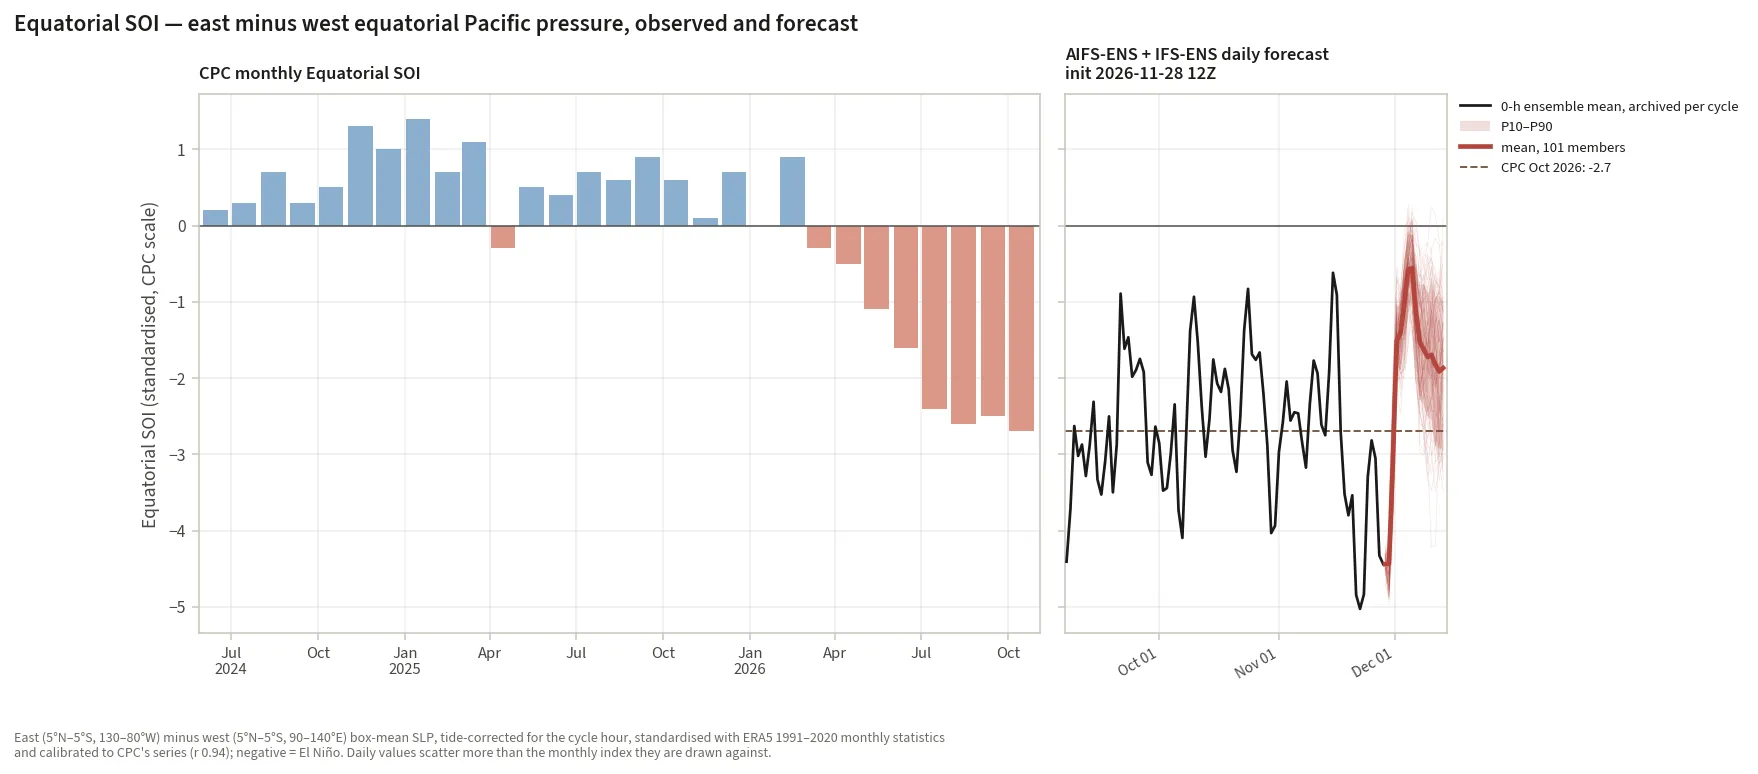 Equatorial SOI — east minus west equatorial Pacific pressure, observed and forecast
CPC monthly Equatorial SOI
AIFS-ENS + IFS-ENS daily forecast
init 2026-11-28 12Z
0-h ensemble mean, archived per cycle
P10–P90
mean, 101 members
CPC Oct 2026: -2.7
Equatorial SOI (standardised, CPC scale)
1
0
−1
−2
−3
−4
−5
Jul
2024
Oct
Jan
2025
Apr
Jul
Oct
Jan
2026
Apr
Jul
Oct
Oct 01
Nov 01
Dec 01
East (5°N–5°S, 130–80°W) minus west (5°N–5°S, 90–140°E) box-mean SLP, tide-corrected for the cycle hour, standardised with ERA5 1991–2020 monthly statistics
and calibrated to CPC's series (r 0.94); negative = El Niño. Daily values scatter more than the monthly index they are drawn against.